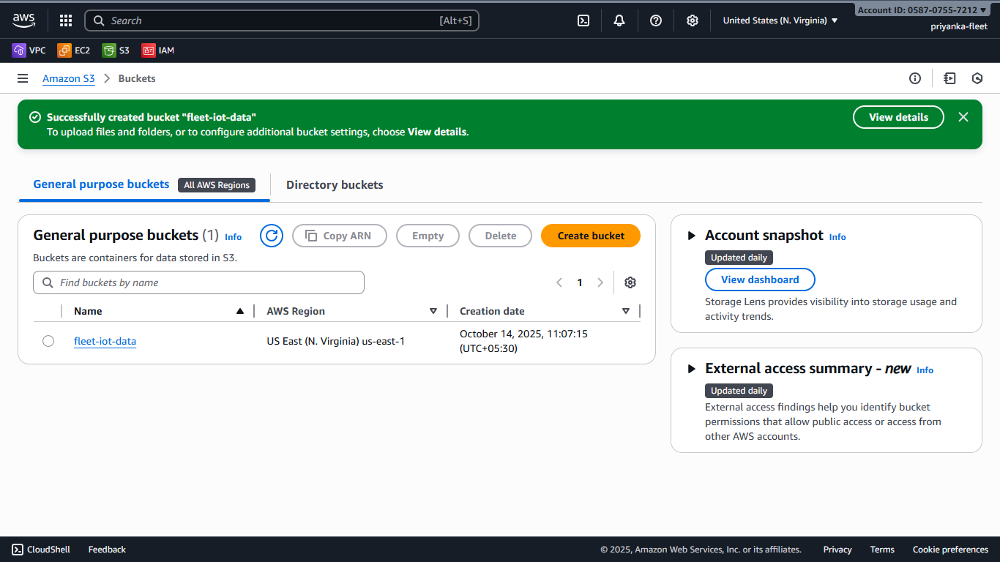 aws
Search [Alt+S]
United States (N. Virginia) ▼
Account ID: 0587-0755-7212 ▼
priyanka-fleet
VPC EC2 S3 IAM
Amazon S3 > Buckets
Successfully created bucket "fleet-iot-data"
To upload files and folders, or to configure additional bucket settings, choose View details.
View details
General purpose buckets All AWS Regions Directory buckets
General purpose buckets (1) Info
Copy ARN Empty Delete Create bucket
Buckets are containers for data stored in S3.
Find buckets by name
1
Name AWS Region Creation date
fleet-iot-data US East (N. Virginia) us-east-1 October 14, 2025, 11:07:15
(UTC+05:30)
Account snapshot Info
Updated daily
View dashboard
Storage Lens provides visibility into storage usage and
activity trends.
External access summary - new Info
Updated daily
External access findings help you identify bucket
permissions that allow public access or access from
other AWS accounts.
CloudShell Feedback © 2025, Amazon Web Services, Inc. or its affiliates. Privacy Terms Cookie preferences